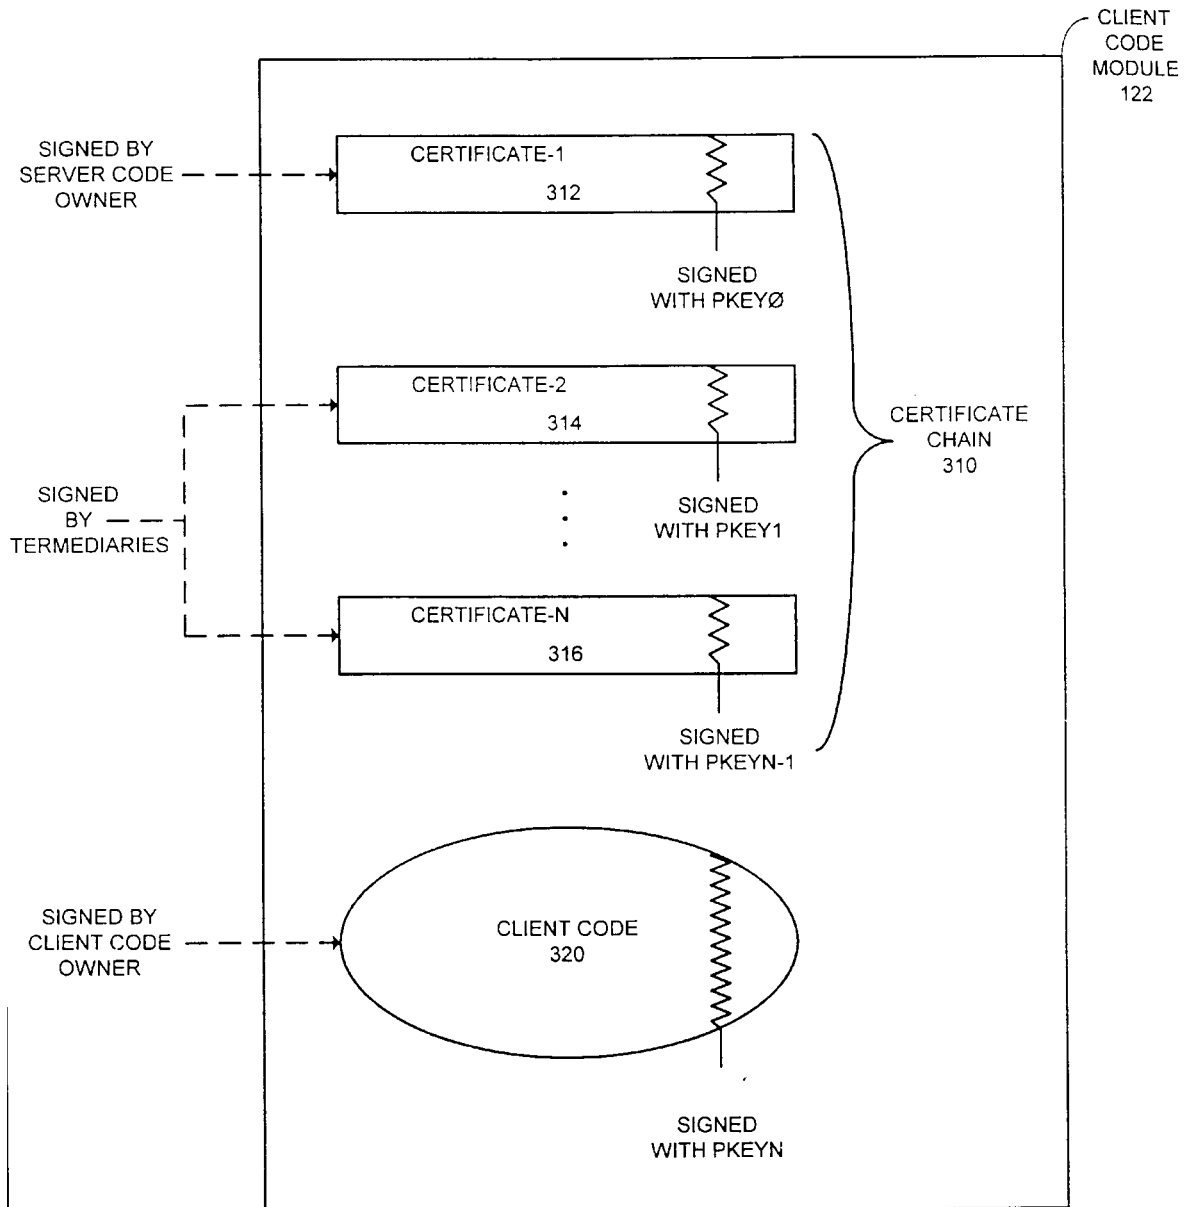 CLIENT
CODE
MODULE
122
SIGNED BY
SERVER CODE
OWNER
CERTIFICATE-1
312
SIGNED
WITH PKEYØ
CERTIFICATE-2
314
SIGNED
WITH PKEY1
CERTIFICATE
CHAIN
310
SIGNED
BY
TERMEDIARIES
CERTIFICATE-N
316
SIGNED
WITH PKEYN-1
SIGNED BY
CLIENT CODE
OWNER
CLIENT CODE
320
SIGNED
WITH PKEYN